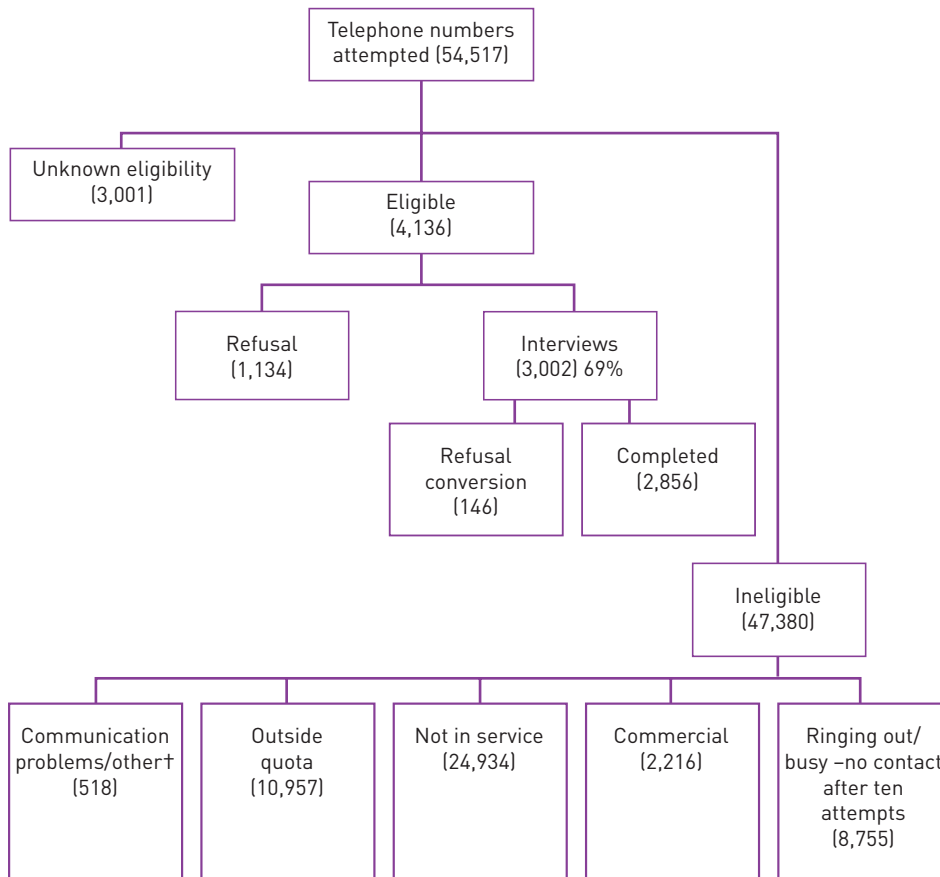 Telephone numbers
attempted (54,517)
Unknown eligibility
(3,001)
Eligible
(4,136)
Refusal
(1,134)
Interviews
(3,002) 69%
Refusal
conversion
(146)
Completed
(2,856)
Ineligible
(47,380)
Communication
problems/other†
(518)
Outside
quota
(10,957)
Not in service
(24,934)
Commercial
(2,216)
Ringing out/
busy –no contact
after ten
attempts
(8,755)